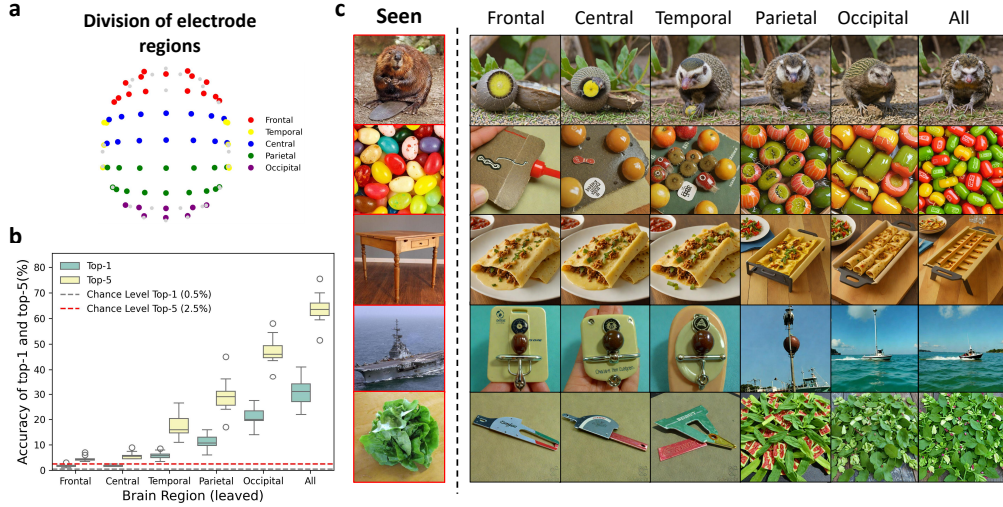 a
Division of electrode
regions
Frontal
Temporal
Central
Parietal
Occipital
b
Accuracy of top-1 and top-5(%)
80
70
60
50
40
30
20
10
0
Top-1
Top-5
Chance Level Top-1 (0.5%)
Chance Level Top-5 (2.5%)
Frontal
Central
Temporal
Parietal
Occipital
All
Brain Region (leaved)
c
Seen
Frontal
Central
Temporal
Parietal
Occipital
All